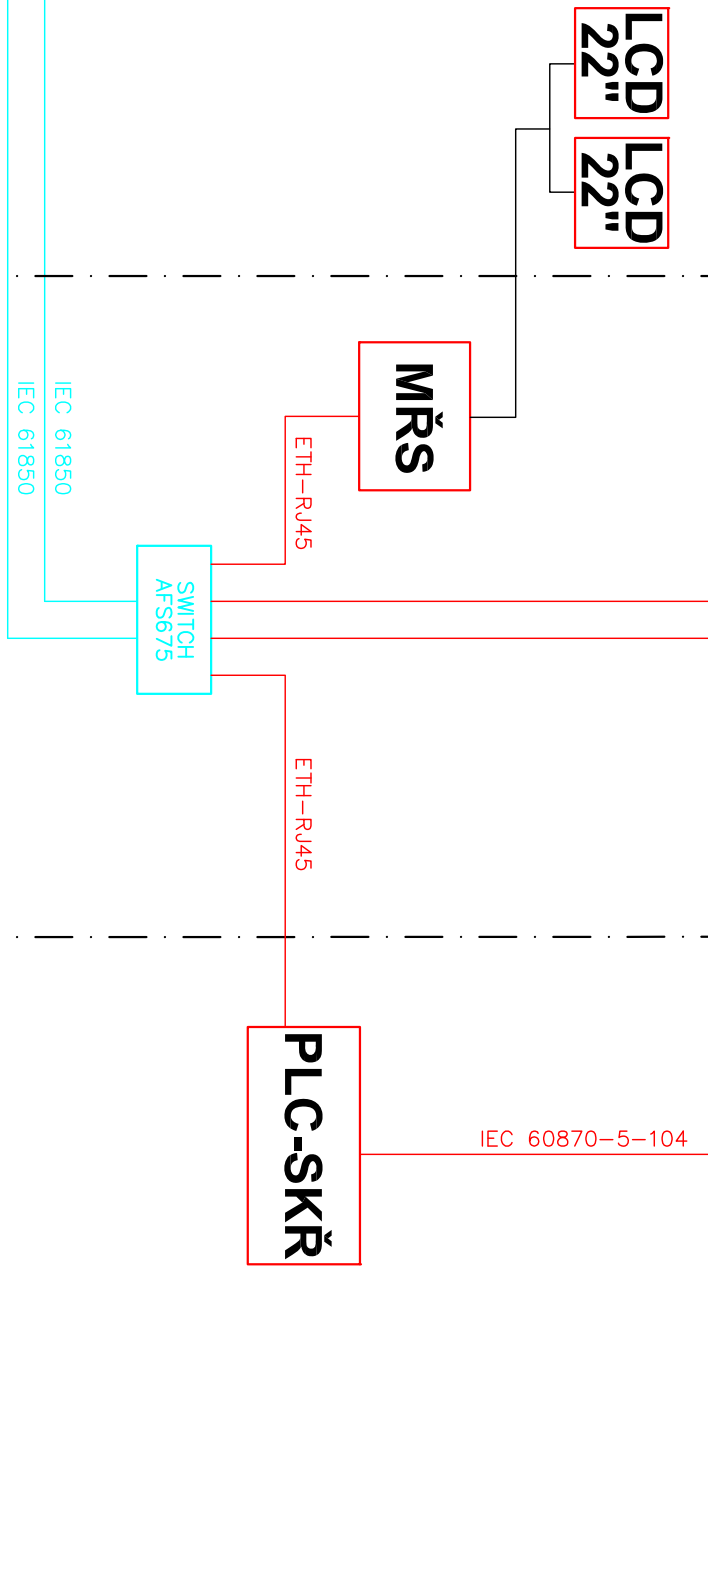 LCD
22"
LCD
22"
MŘS
IEC 61850
IEC 61850
ETH-RJ45
SWITCH
AFS675
ETH-RJ45
PLC-SKŘ
IEC 60870-5-104